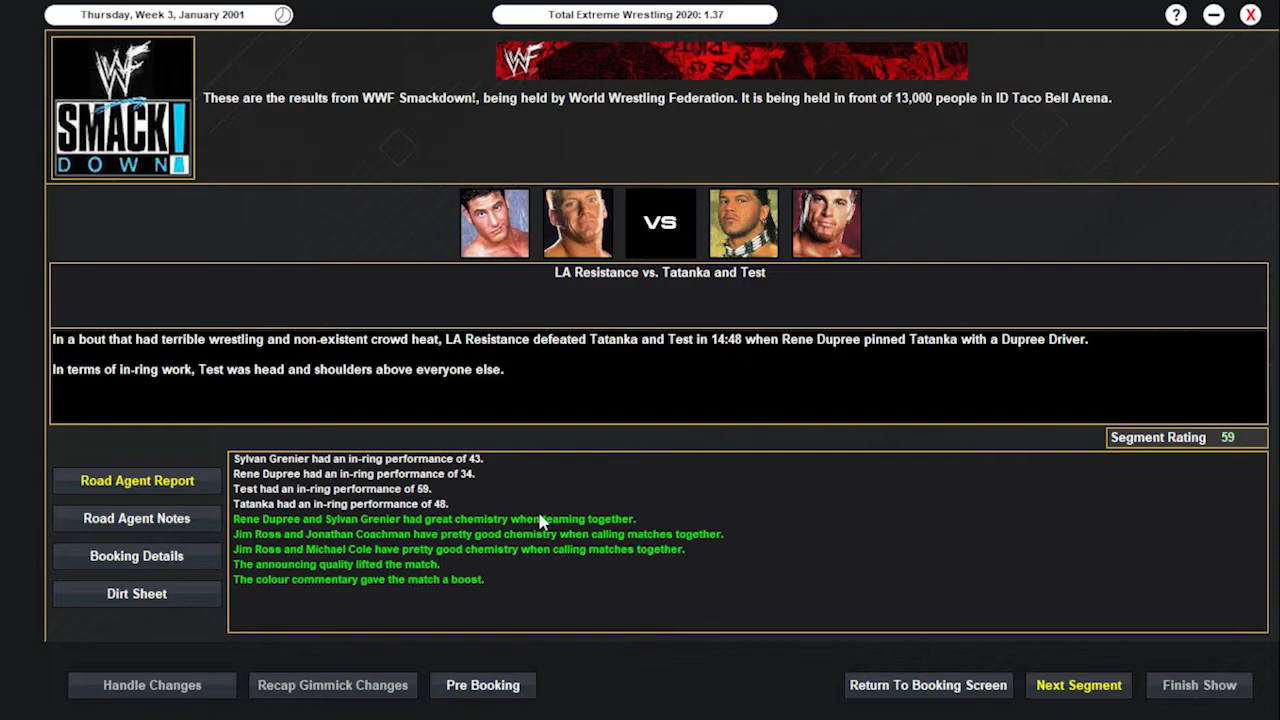 Thursday, Week 3, January 2001
Total Extreme Wrestling 2020: 1.37
?
X
WF
SMACK!
DOWN
WF
These are the results from WWF Smackdown!, being held by World Wrestling Federation. It is being held in front of 13,000 people in ID Taco Bell Arena.
VS
LA Resistance vs. Tatanka and Test
In a bout that had terrible wrestling and non-existent crowd heat, LA Resistance defeated Tatanka and Test in 14:48 when Rene Dupree pinned Tatanka with a Dupree Driver.
In terms of in-ring work, Test was head and shoulders above everyone else.
Segment Rating 59
Road Agent Report
Road Agent Notes
Booking Details
Dirt Sheet
Sylvan Grenier had an in-ring performance of 43.
Rene Dupree had an in-ring performance of 34.
Test had an in-ring performance of 59.
Tatanka had an in-ring performance of 48.
Rene Dupree and Sylvan Grenier had great chemistry when teaming together.
Jim Ross and Jonathan Coachman have pretty good chemistry when calling matches together.
Jim Ross and Michael Cole have pretty good chemistry when calling matches together.
The announcing quality lifted the match.
The colour commentary gave the match a boost.
Handle Changes
Recap Gimmick Changes
Pre Booking
Return To Booking Screen
Next Segment
Finish Show